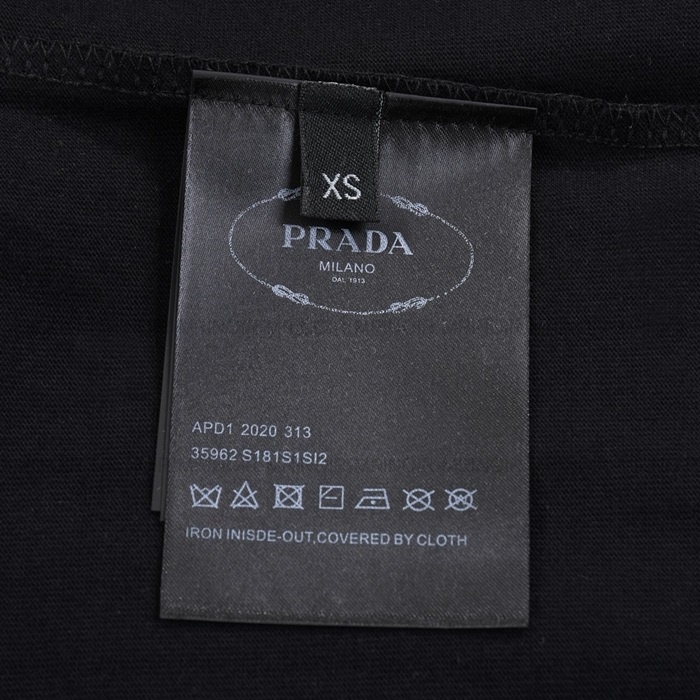 XS
PRADA
MILANO
DAL 1913
APD1 2020 313
35962 S181S1SI2
IRON INISDE-OUT,COVERED BY CLOTH